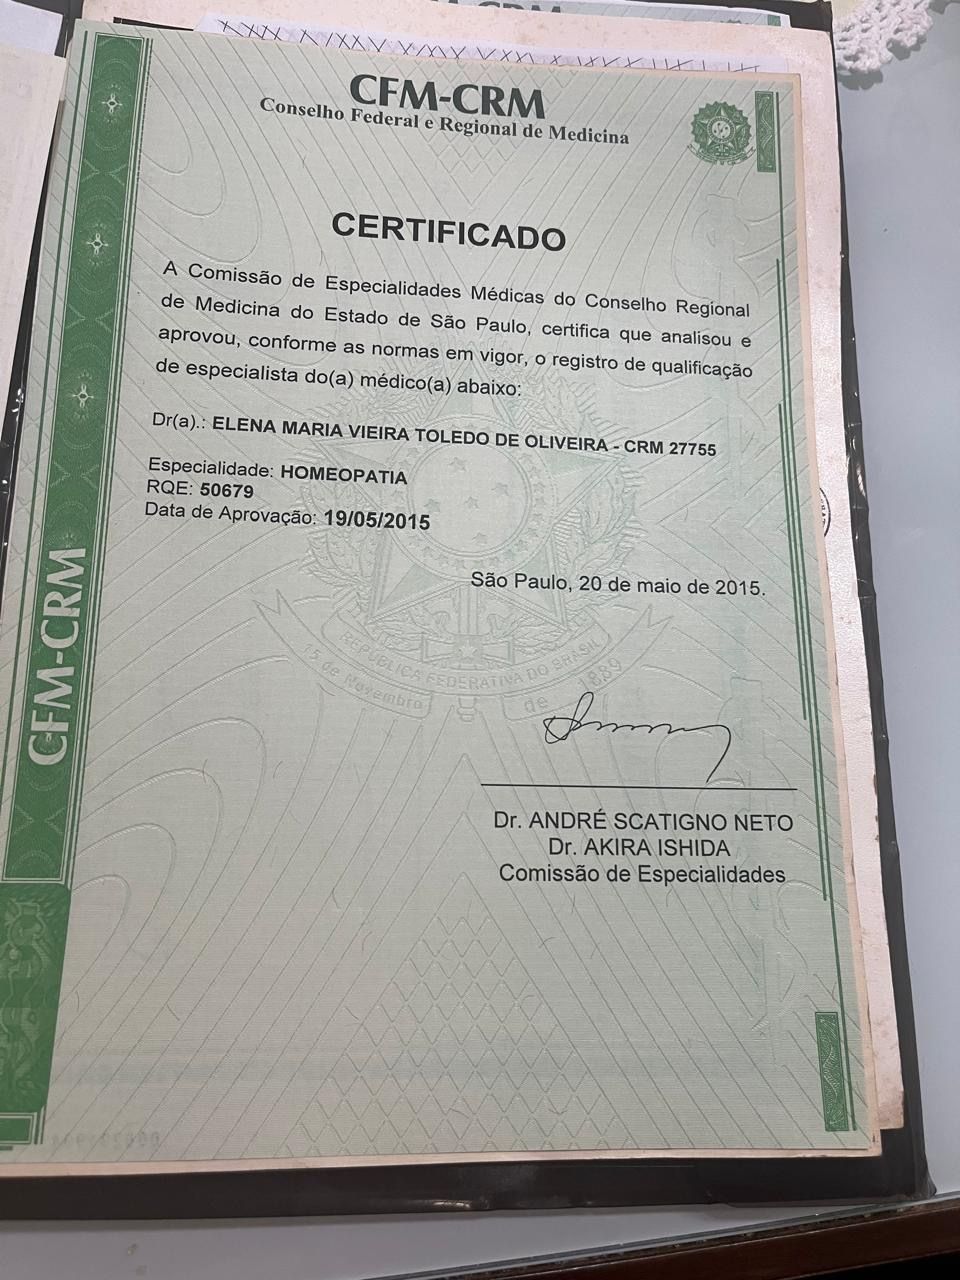 CFM-CRM
Conselho Federal e Regional de Medicina
CERTIFICADO
A Comissão de Especialidades Médicas do Conselho Regional
de Medicina do Estado de São Paulo, certifica que analisou e
aprovou, conforme as normas em vigor, o registro de qualificação
de especialista do(a) médico(a) abaixo:
Dr(a).: ELENA MARIA VIEIRA TOLEDO DE OLIVEIRA - CRM 27755
Especialidade: HOMEOPATIA
RQE: 50679
Data de Aprovação: 19/05/2015
São Paulo, 20 de maio de 2015.
REPÚBLICA FEDERATIVA DO BRASIL
15 de Novembro de 1889
CFM-CRM
Dr. ANDRÉ SCATIGNO NETO
Dr. AKIRA ISHIDA
Comissão de Especialidades